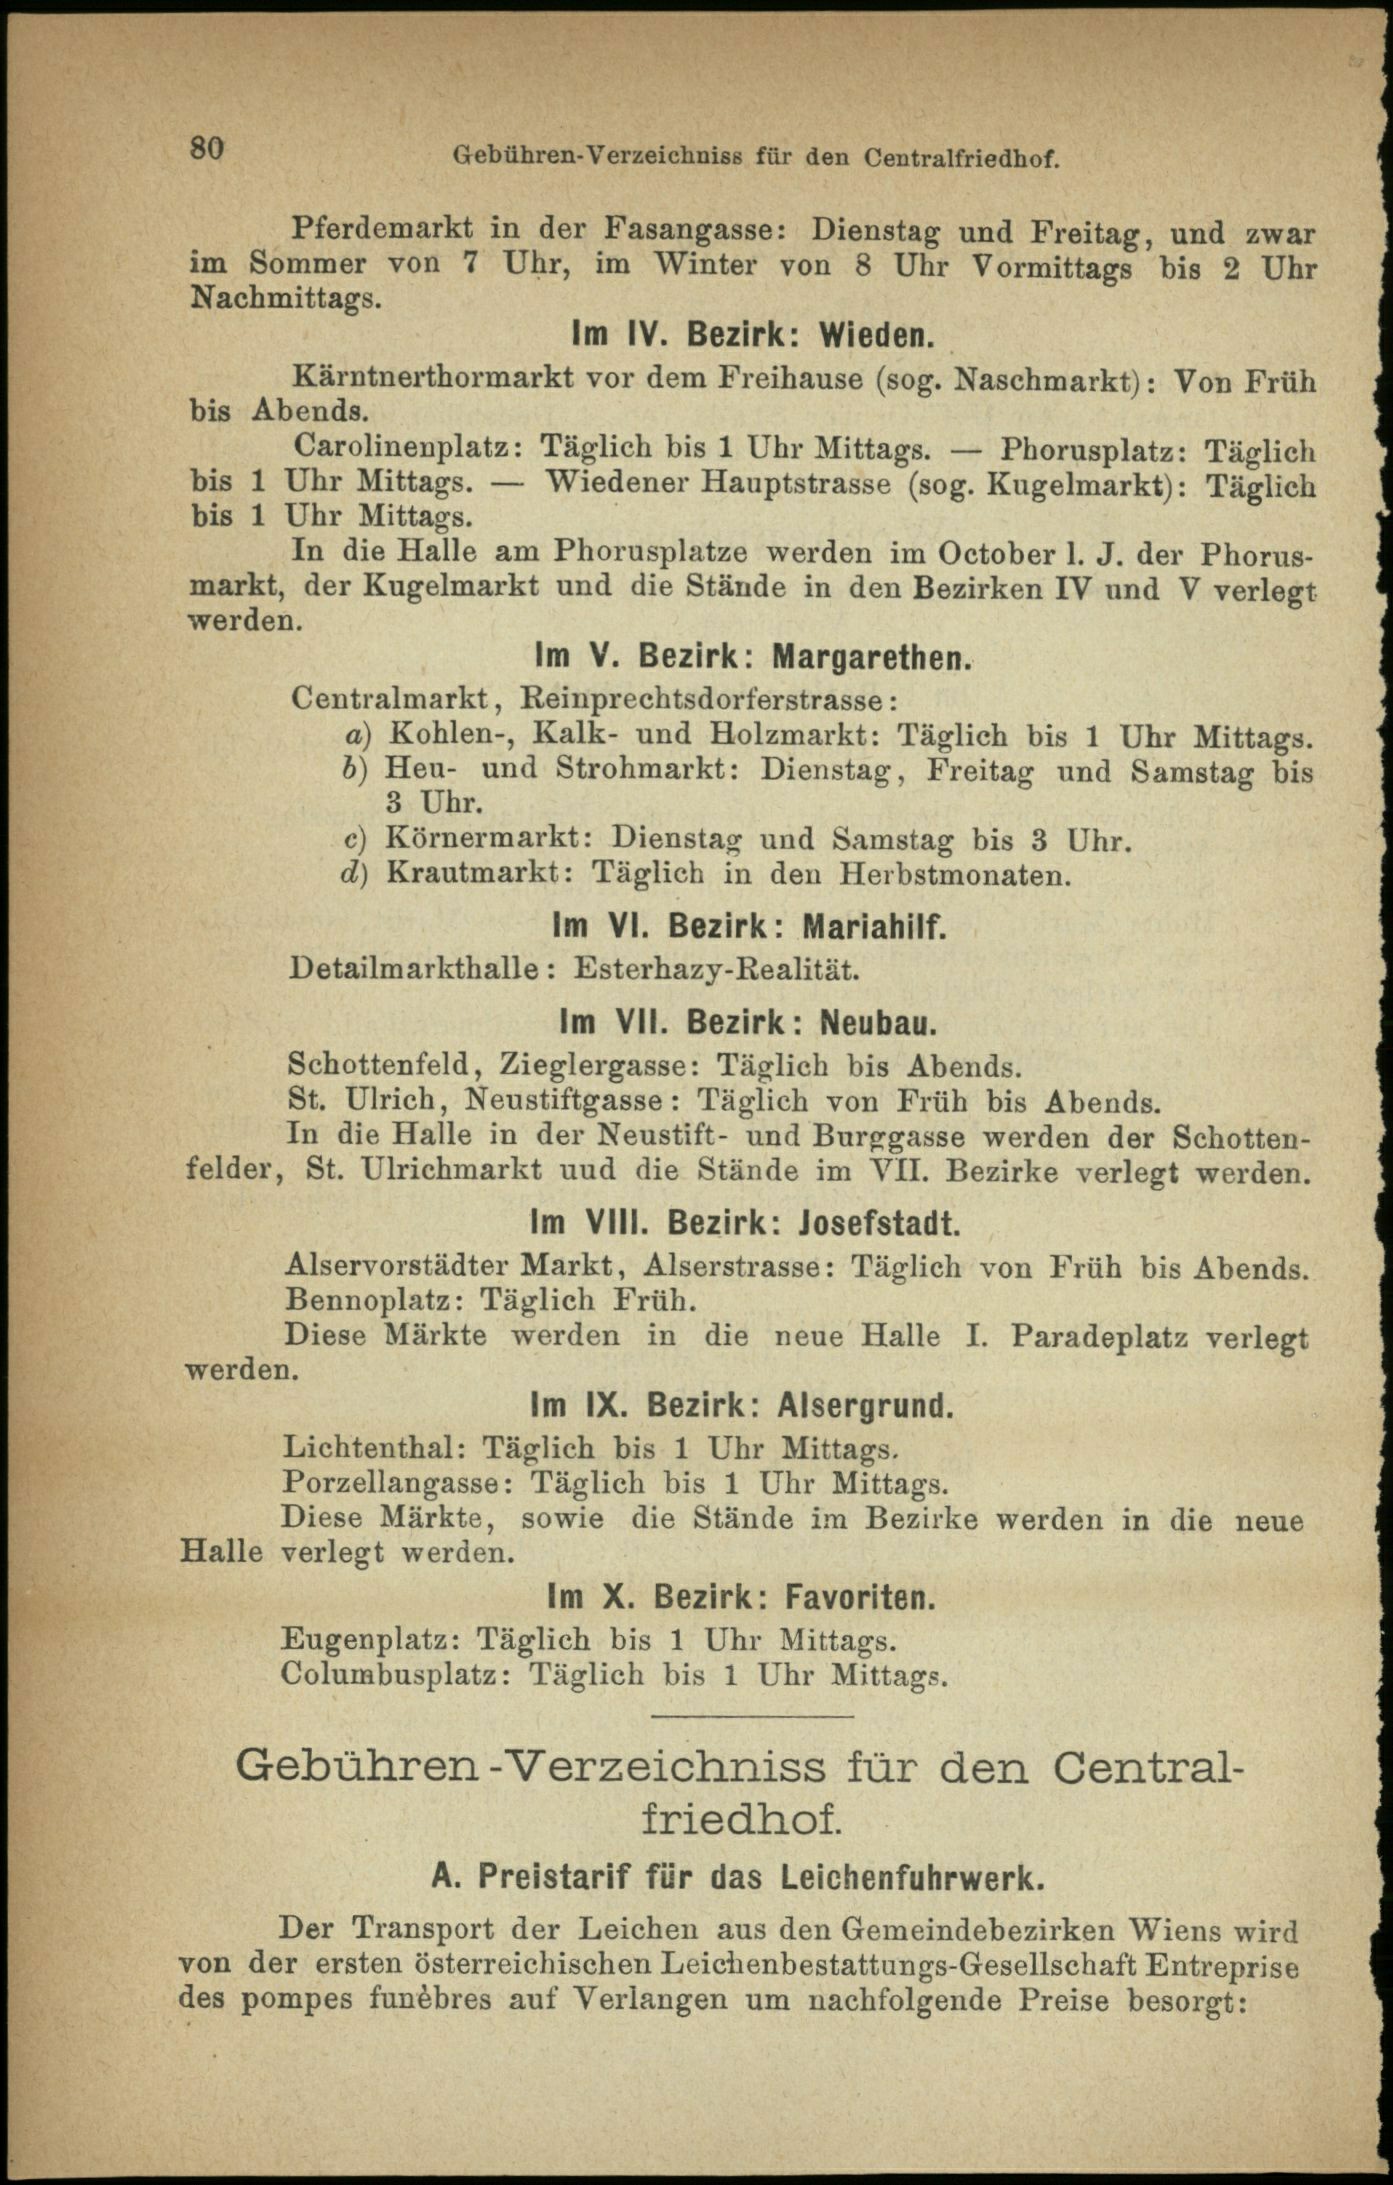 80
Gebühren-Verzeichniss für den Centralfriedhof.
Pferdemarkt in der Fasangasse: Dienstag und Freitag, und zwar
im Sommer von 7 Uhr, im Winter von 8 Uhr Vormittags bis 2 Uhr
Nachmittags.
Im IV. Bezirk: Wieden.
Kärntnerthormarkt vor dem Freihause (sog. Naschmarkt): Von Früh
bis Abends.
Carolinenplatz: Täglich bis 1 Uhr Mittags. — Phorusplatz: Täglich
bis 1 Uhr Mittags. — Wiedener Hauptstrasse (sog. Kugelmarkt): Täglich
bis 1 Uhr Mittags.
In die Halle am Phorusplatze werden im October l. J. der Phorus-
markt, der Kugelmarkt und die Stände in den Bezirken IV und V verlegt
werden.
Im V. Bezirk: Margarethen.
Centralmarkt, Reinprechtsdorferstrasse:
a) Kohlen-, Kalk- und Holzmarkt: Täglich bis 1 Uhr Mittags.
b) Heu- und Strohmarkt: Dienstag, Freitag und Samstag bis
3 Uhr.
c) Körnermarkt: Dienstag und Samstag bis 3 Uhr.
d) Krautmarkt: Täglich in den Herbstmonaten.
Im VI. Bezirk: Mariahilf.
Detailmarkthalle: Esterhazy-Realität.
Im VII. Bezirk: Neubau.
Schottenfeld, Zieglergasse: Täglich bis Abends.
St. Ulrich, Neustiftgasse: Täglich von Früh bis Abends.
In die Halle in der Neustift- und Burggasse werden der Schotten-
felder, St. Ulrichmarkt uud die Stände im VII. Bezirke verlegt werden.
Im VIII. Bezirk: Josefstadt.
Alservorstädter Markt, Alserstrasse: Täglich von Früh bis Abends.
Bennoplatz: Täglich Früh.
Diese Märkte werden in die neue Halle I. Paradeplatz verlegt
werden.
Im IX. Bezirk: Alsergrund.
Lichtenthal: Täglich bis 1 Uhr Mittags.
Porzellangasse: Täglich bis 1 Uhr Mittags.
Diese Märkte, sowie die Stände im Bezirke werden in die neue
Halle verlegt werden.
Im X. Bezirk: Favoriten.
Eugenplatz: Täglich bis 1 Uhr Mittags.
Columbusplatz: Täglich bis 1 Uhr Mittags.
Gebühren-Verzeichniss für den Central-
friedhof.
A. Preistarif für das Leichenfuhrwerk.
Der Transport der Leichen aus den Gemeindebezirken Wiens wird
von der ersten österreichischen Leichenbestattungs-Gesellschaft Entreprise
des pompes funèbres auf Verlangen um nachfolgende Preise besorgt: